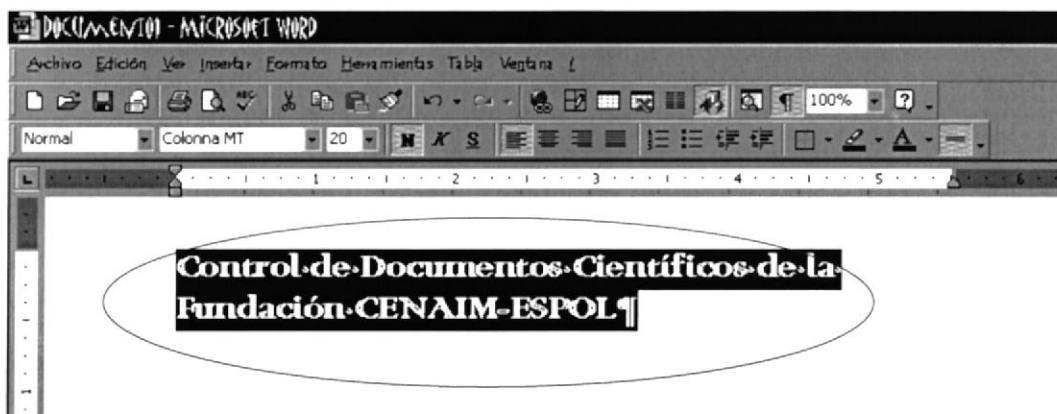 DOCUMENTO1 - MICROSOFT WORD
Archivo Edición Ver Insertar Formato Herramientas Tabla Ventana ?
100%
Normal Colonna MT 20 N K S
1 2 3 4 5 6
Control de Documentos Científicos de la
Fundación CENAIM-ESPOL¶
1